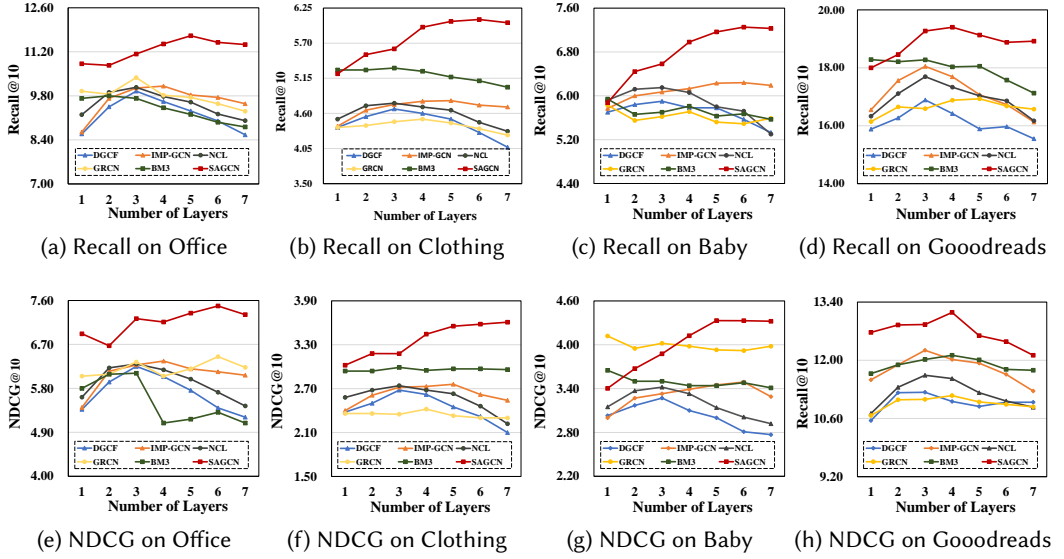 12.60
11.20
9.80
8.40
7.00
Recall@10
DGCF IMP-GCN NCL
GRCN BM3 SAGCN
1 2 3 4 5 6 7
Number of Layers
(a) Recall on Office
6.25
5.70
5.15
4.60
4.05
3.50
Recall@10
DGCF IMP-GCN NCL
GRCN BM3 SAGCN
1 2 3 4 5 6 7
Number of Layers
(b) Recall on Clothing
7.60
6.80
6.00
5.20
4.40
Recall@10
DGCF IMP-GCN NCL
GRCN BM3 SAGCN
1 2 3 4 5 6 7
Number of Layers
(c) Recall on Baby
20.00
18.00
16.00
14.00
Recall@10
DGCF IMP-GCN NCL
GRCN BM3 SAGCN
1 2 3 4 5 6 7
Number of Layers
(d) Recall on Gooodreads
7.60
6.70
5.80
4.90
4.00
NDCG@10
DGCF IMP-GCN NCL
GRCN BM3 SAGCN
1 2 3 4 5 6 7
Number of Layers
(e) NDCG on Office
3.90
3.30
2.70
2.10
1.50
NDCG@10
DGCF IMP-GCN NCL
GRCN BM3 SAGCN
1 2 3 4 5 6 7
Number of Layers
(f) NDCG on Clothing
4.60
4.00
3.40
2.80
2.20
NDCG@10
DGCF IMP-GCN NCL
GRCN BM3 SAGCN
1 2 3 4 5 6 7
Number of Layers
(g) NDCG on Baby
13.40
12.00
10.60
9.20
Recall@10
DGCF IMP-GCN NCL
GRCN BM3 SAGCN
1 2 3 4 5 6 7
Number of Layers
(h) NDCG on Gooodreads